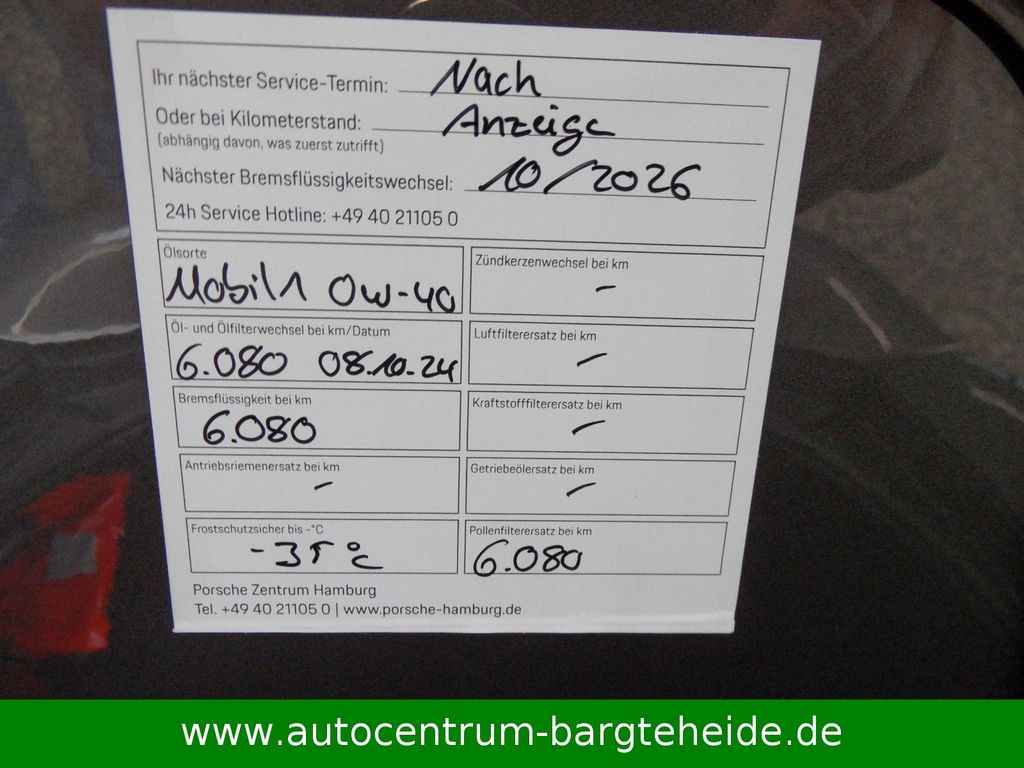 Ihr nächster Service-Termin: Nach
Oder bei Kilometerstand: Anzeige
(abhängig davon, was zuerst zutrifft)
Nächster Bremsflüssigkeitswechsel: 10/2026
24h Service Hotline: +49 40 21105 0
Ölsorte
Mobil1 0w-40
Zündkerzenwechsel bei km
-
Öl- und Ölfilterwechsel bei km/Datum
6.080 08.10.24
Luftfilterersatz bei km
-
Bremsflüssigkeit bei km
6.080
Kraftstofffilterersatz bei km
-
Antriebsriemenersatz bei km
-
Getriebeölersatz bei km
-
Frostschutzsicher bis -°C
-35 °C
Pollenfilterersatz bei km
6.080
Porsche Zentrum Hamburg
Tel. +49 40 21105 0 | www.porsche-hamburg.de
www.autocentrum-bargteheide.de